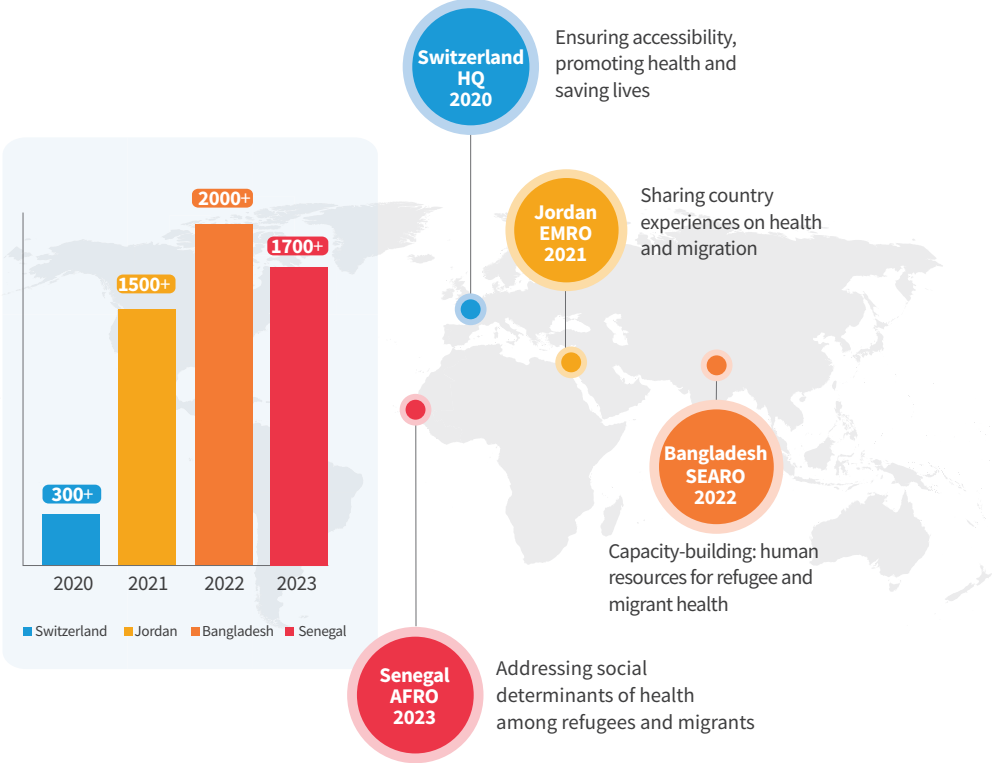 Switzerland
HQ
2020
Ensuring accessibility,
promoting health and
saving lives
Jordan
EMRO
2021
Sharing country
experiences on health
and migration
2000+
1700+
1500+
300+
2020 2021 2022 2023
Switzerland Jordan Bangladesh Senegal
Bangladesh
SEARO
2022
Capacity-building: human
resources for refugee and
migrant health
Senegal
AFRO
2023
Addressing social
determinants of health
among refugees and migrants